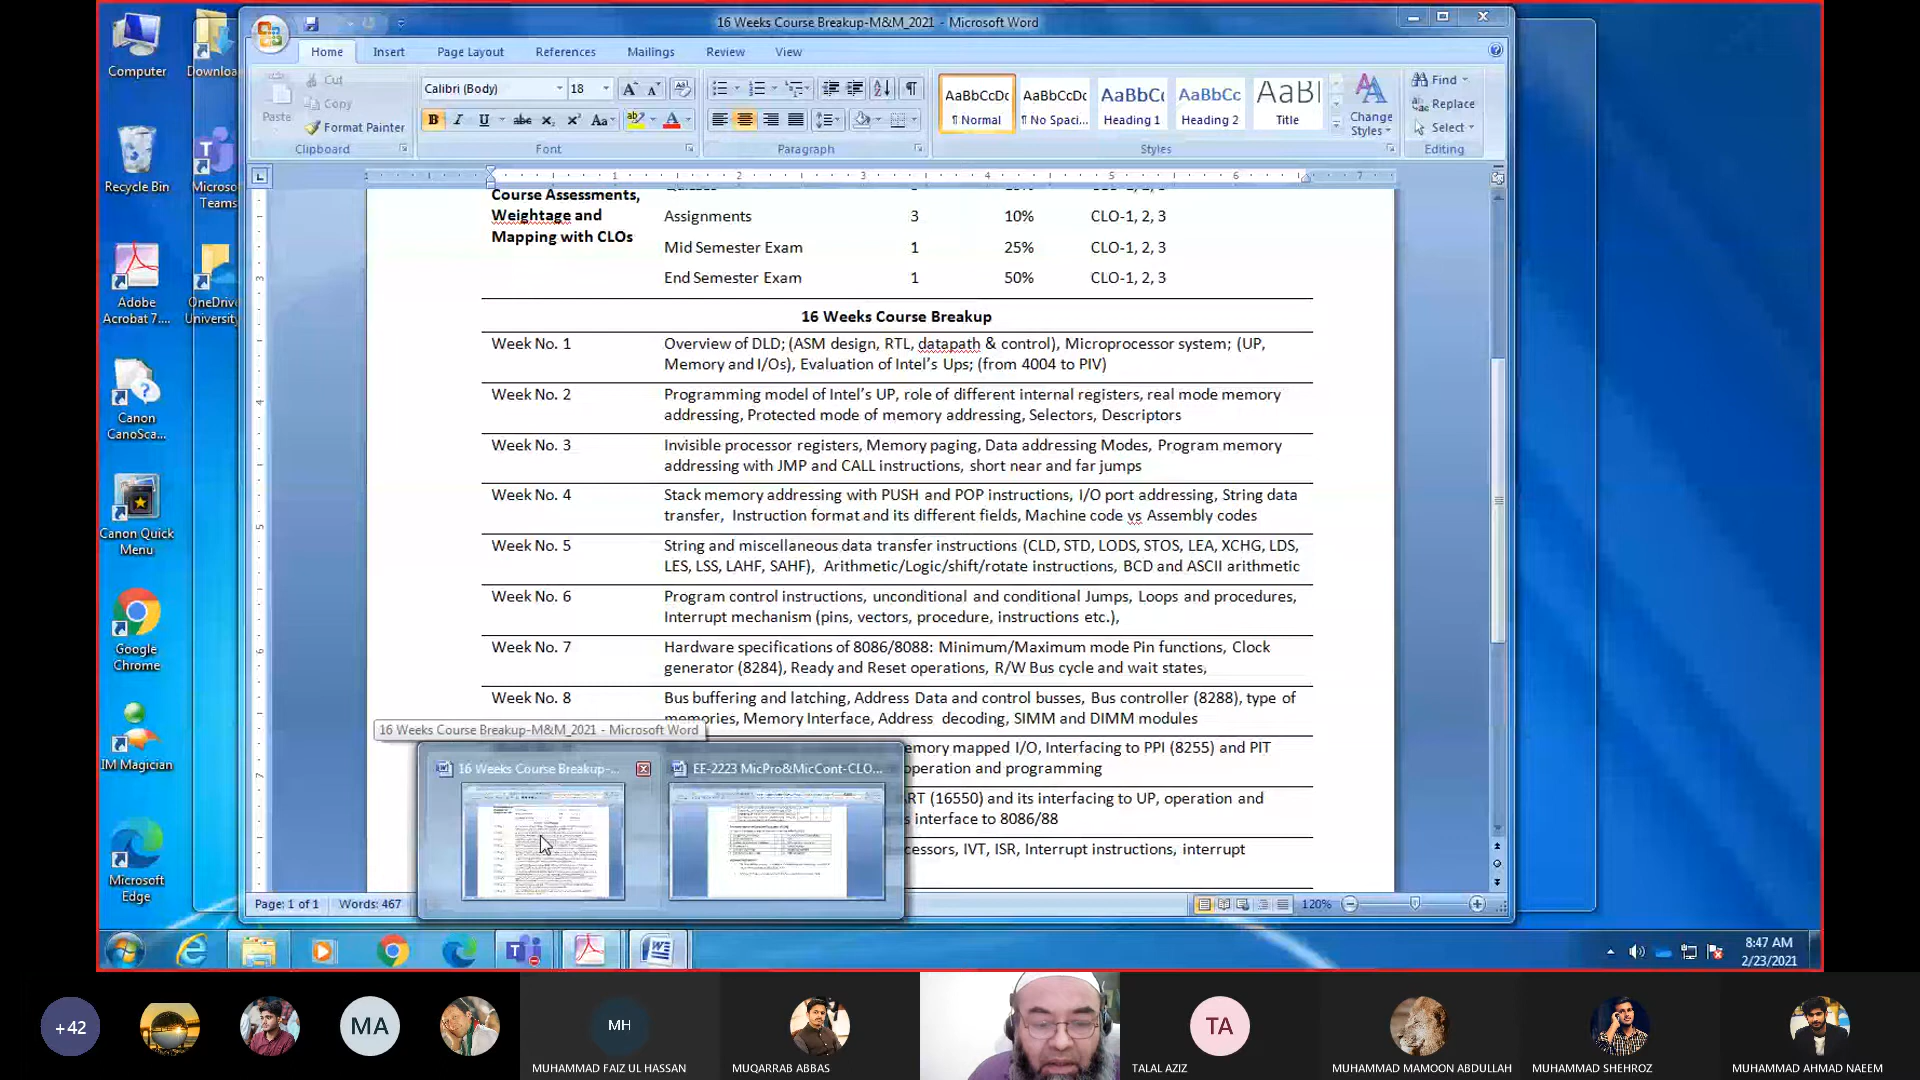 Computer
Downloa
Recycle Bin
Microso
Teams
Adobe
Acrobat 7....
OneDriv
University
Canon
CanoSca...
Canon Quick
Menu
Google
Chrome
IM Magician
Microsoft
Edge
16 Weeks Course Breakup-M&M_2021 - Microsoft Word
Home
Insert
Page Layout
References
Mailings
Review
View
Paste
Cut
Copy
Format Painter
Clipboard
Calibri (Body)
18
Font
Paragraph
AaBbCcDc
¶ Normal
AaBbCcDc
¶ No Spaci...
AaBbC
Heading 1
AaBbCc
Heading 2
AaBl
Title
Change
Styles
Styles
Find
Replace
Select
Editing
Course Assessments,
Weightage and
Mapping with CLOs
Assignments 3 10% CLO-1, 2, 3
Mid Semester Exam 1 25% CLO-1, 2, 3
End Semester Exam 1 50% CLO-1, 2, 3
16 Weeks Course Breakup
Week No. 1 Overview of DLD; (ASM design, RTL, datapath & control), Microprocessor system; (UP,
Memory and I/Os), Evaluation of Intel’s Ups; (from 4004 to PIV)
Week No. 2 Programming model of Intel’s UP, role of different internal registers, real mode memory
addressing, Protected mode of memory addressing, Selectors, Descriptors
Week No. 3 Invisible processor registers, Memory paging, Data addressing Modes, Program memory
addressing with JMP and CALL instructions, short near and far jumps
Week No. 4 Stack memory addressing with PUSH and POP instructions, I/O port addressing, String data
transfer, Instruction format and its different fields, Machine code vs Assembly codes
Week No. 5 String and miscellaneous data transfer instructions (CLD, STD, LODS, STOS, LEA, XCHG, LDS,
LES, LSS, LAHF, SAHF), Arithmetic/Logic/shift/rotate instructions, BCD and ASCII arithmetic
Week No. 6 Program control instructions, unconditional and conditional Jumps, Loops and procedures,
Interrupt mechanism (pins, vectors, procedure, instructions etc.),
Week No. 7 Hardware specifications of 8086/8088: Minimum/Maximum mode Pin functions, Clock
generator (8284), Ready and Reset operations, R/W Bus cycle and wait states,
Week No. 8 Bus buffering and latching, Address Data and control busses, Bus controller (8288), type of
memories, Memory Interface, Address decoding, SIMM and DIMM modules
16 Weeks Course Breakup-M&M_2021 - Microsoft Word
emory mapped I/O, Interfacing to PPI (8255) and PIT
operation and programming
ART (16550) and its interfacing to UP, operation and
s interface to 8086/88
cessors, IVT, ISR, Interrupt instructions, interrupt
16 Weeks Course Breakup-...
EE-2223 MicPro&MicCont-CLO...
Page: 1 of 1
Words: 467
120%
8:47 AM
2/23/2021
+42
MA
MH
MUHAMMAD FAIZ UL HASSAN
MUQARRAB ABBAS
TA
TALAL AZIZ
MUHAMMAD MAMOON ABDULLAH
MUHAMMAD SHEHROZ
MUHAMMAD AHMAD NAEEM